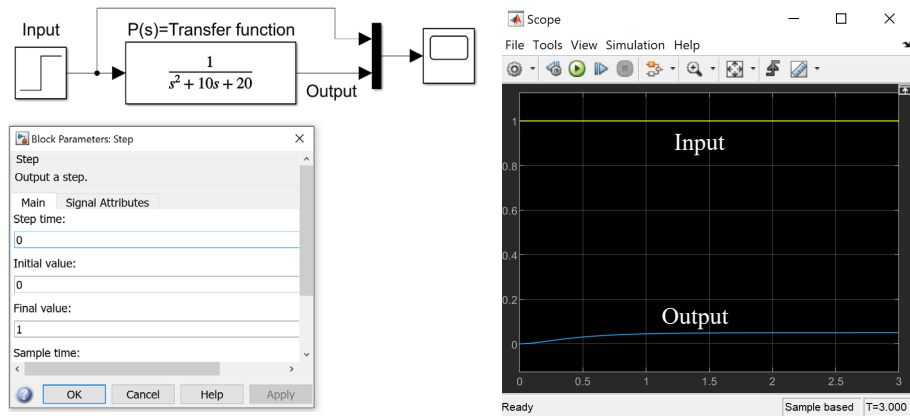 Input
P(s)=Transfer function
1
s² + 10s + 20
Output
Block Parameters: Step
Step
Output a step.
Main Signal Attributes
Step time:
0
Initial value:
0
Final value:
1
Sample time:
OK Cancel Help Apply
Scope
File Tools View Simulation Help
1
0.8
0.6
0.4
0.2
0
Input
Output
0 0.5 1 1.5 2 2.5 3
Ready Sample based T=3.000